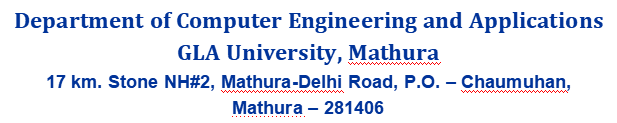 Department of Computer Engineering and Applications
GLA University, Mathura
17 km. Stone NH#2, Mathura-Delhi Road, P.O. – Chaumuhan,
Mathura – 281406